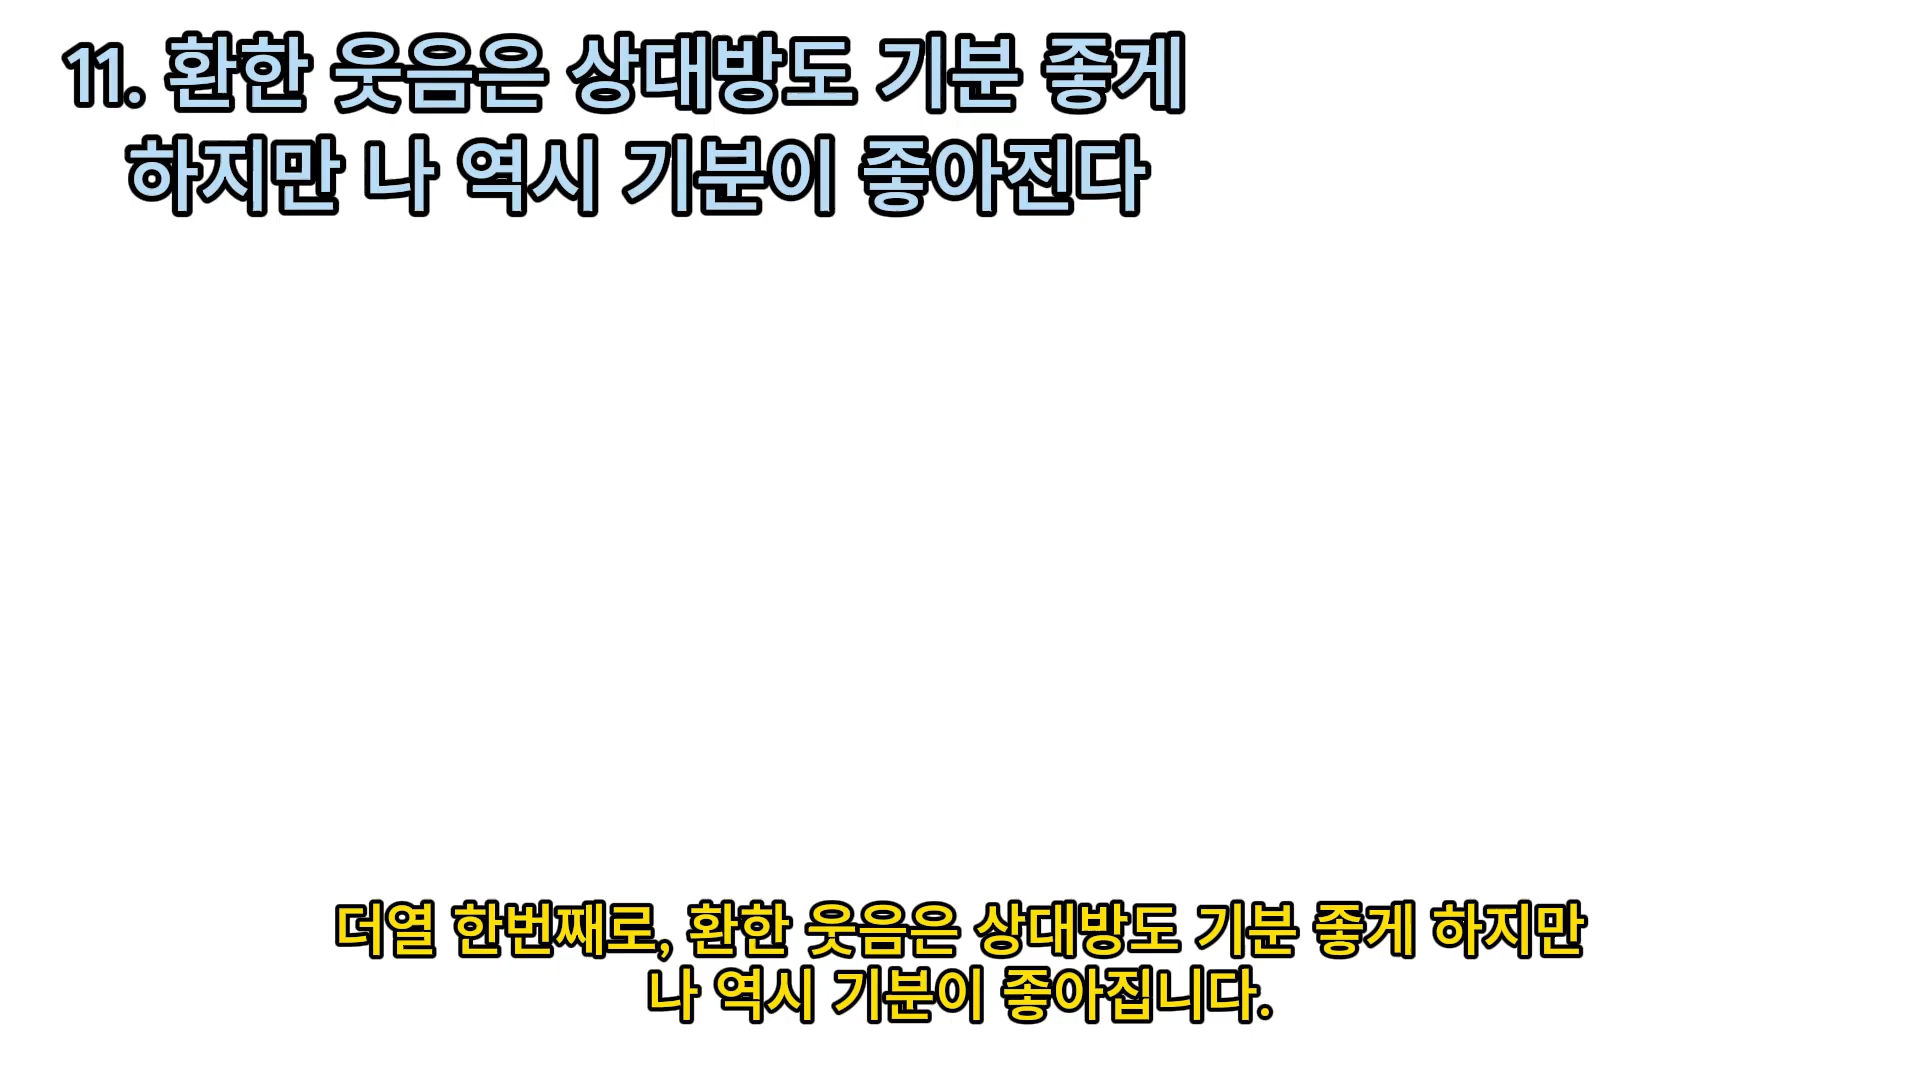 11. 환한 웃음은 상대방도 기분 좋게
하지만 나 역시 기분이 좋아진다
더열 한번째로, 환한 웃음은 상대방도 기분 좋게 하지만
나 역시 기분이 좋아집니다.